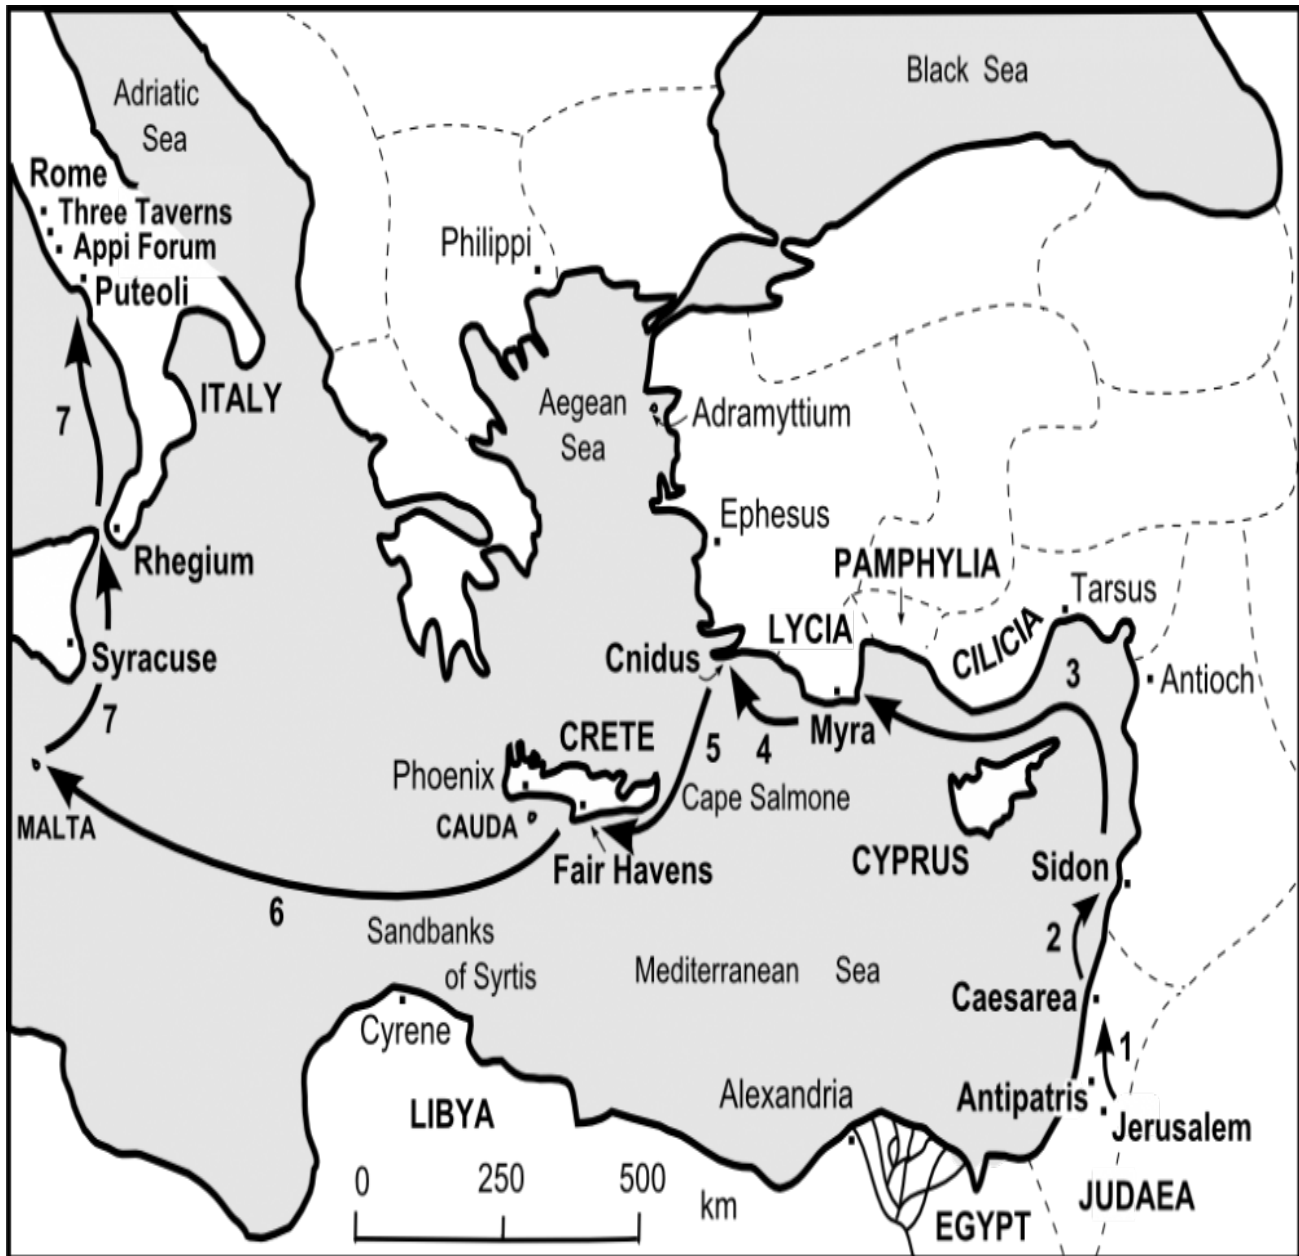 Black Sea
Adriatic
Sea
Rome
Three Taverns
Appi Forum
Puteoli
Philippi
ITALY
7
Aegean
Sea
Adramyttium
Ephesus
Rhegium
PAMPHYLIA
Tarsus
LYCIA
CILICIA
Syracuse
Cnidus
3
Antioch
7
Myra
5
4
CRETE
Phoenix
Cape Salmone
MALTA
CAUDA
Fair Havens
CYPRUS
Sidon
6
Sandbanks
of Syrtis
2
Mediterranean Sea
Caesarea
Cyrene
1
Alexandria
Antipatris
LIBYA
Jerusalem
0 250 500
km
JUDAEA
EGYPT